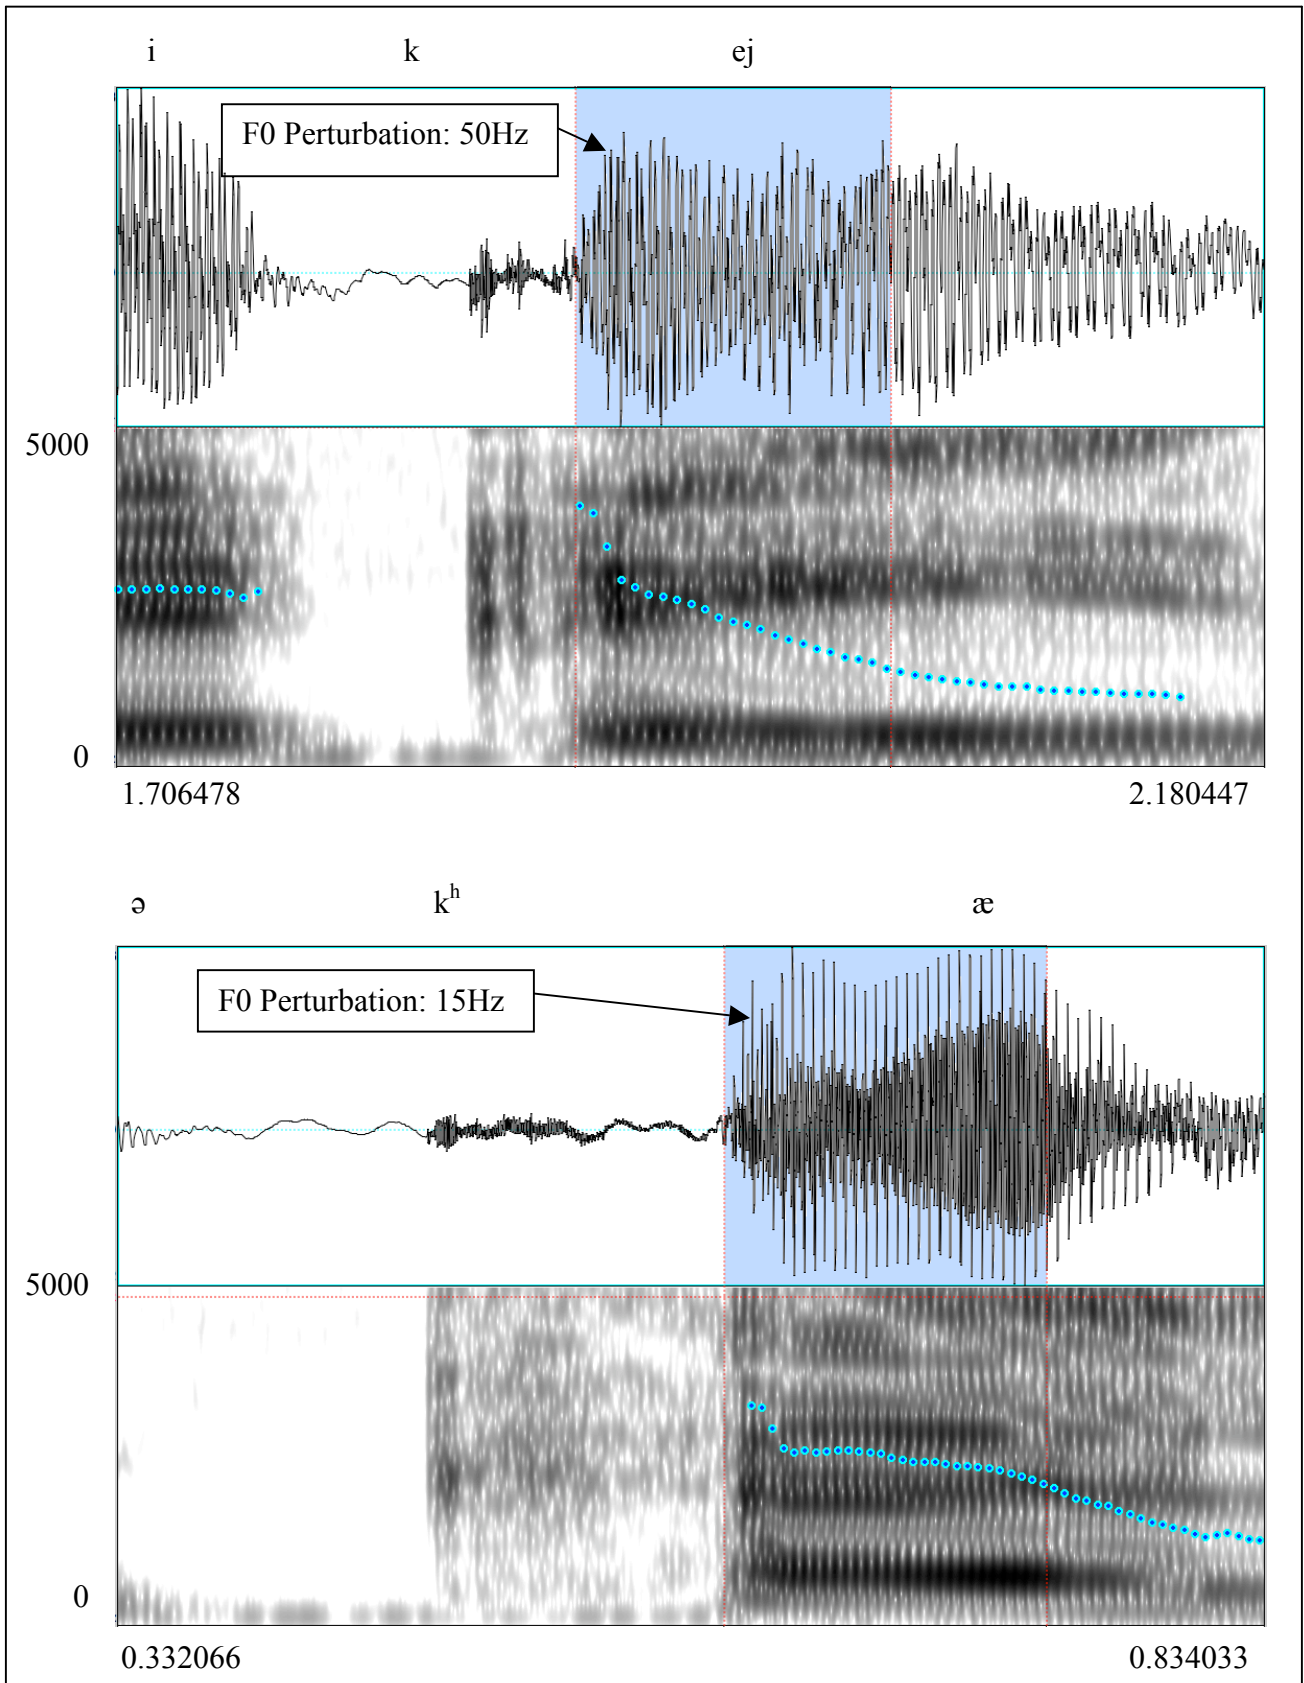 i k ej
F0 Perturbation: 50Hz
5000
0
1.706478 2.180447
ə kʰ æ
F0 Perturbation: 15Hz
5000
0
0.332066 0.834033